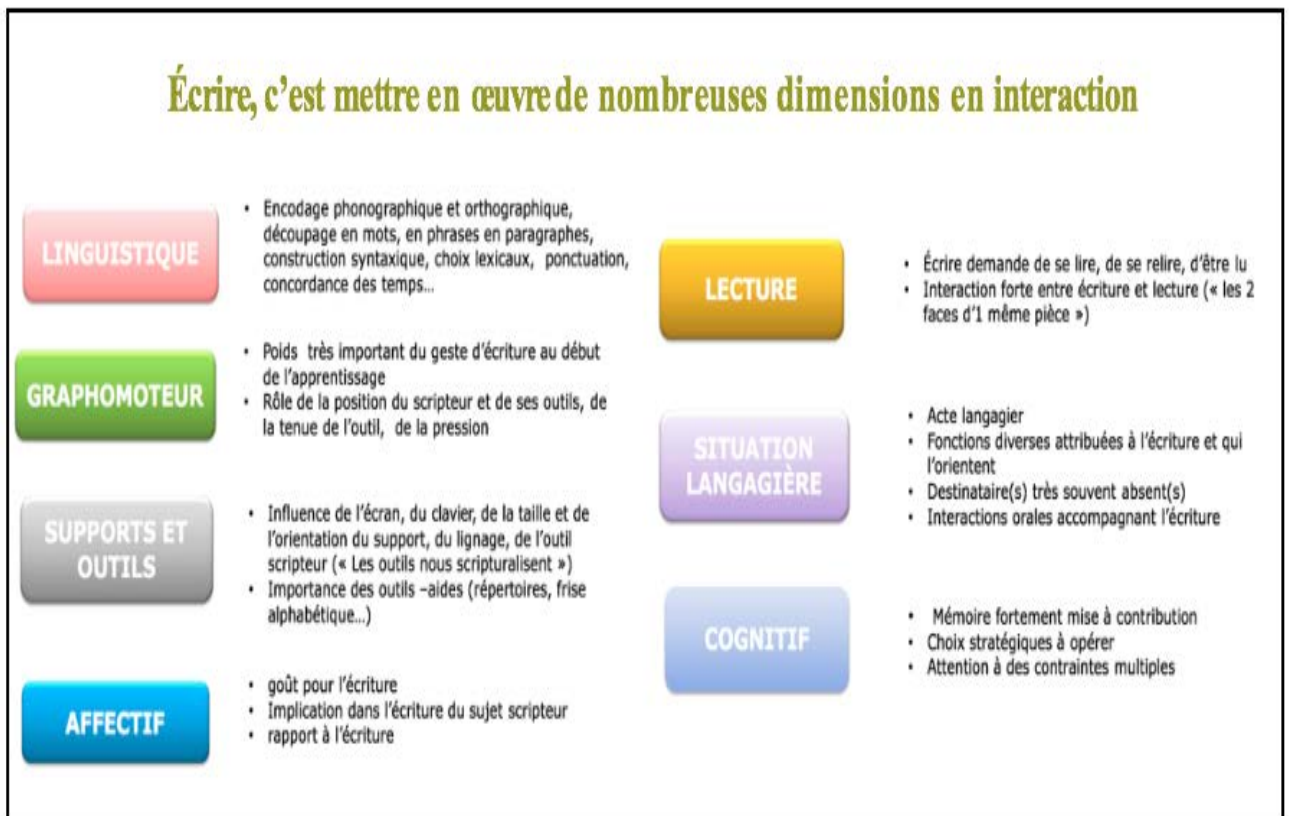 Écrire, c'est mettre en œuvre de nombreuses dimensions en interaction
LINGUISTIQUE
• Encodage phonographique et orthographique,
découpage en mots, en phrases en paragraphes,
construction syntaxique, choix lexicaux, ponctuation,
concordance des temps...
GRAPHOMOTEUR
• Poids très important du geste d'écriture au début
de l'apprentissage
• Rôle de la position du scripteur et de ses outils, de
la tenue de l'outil, de la pression
SUPPORTS ET
OUTILS
• Influence de l'écran, du clavier, de la taille et de
l'orientation du support, du lignage, de l'outil
scripteur (« Les outils nous scripturalisent »)
• Importance des outils –aides (répertoires, frise
alphabétique...)
AFFECTIF
• goût pour l'écriture
• Implication dans l'écriture du sujet scripteur
• rapport à l'écriture
LECTURE
• Écrire demande de se lire, de se relire, d'être lu
• Interaction forte entre écriture et lecture (« les 2
faces d'1 même pièce »)
SITUATION
LANGAGIÈRE
• Acte langagier
• Fonctions diverses attribuées à l'écriture et qui
l'orientent
• Destinataire(s) très souvent absent(s)
• Interactions orales accompagnant l'écriture
COGNITIF
• Mémoire fortement mise à contribution
• Choix stratégiques à opérer
• Attention à des contraintes multiples